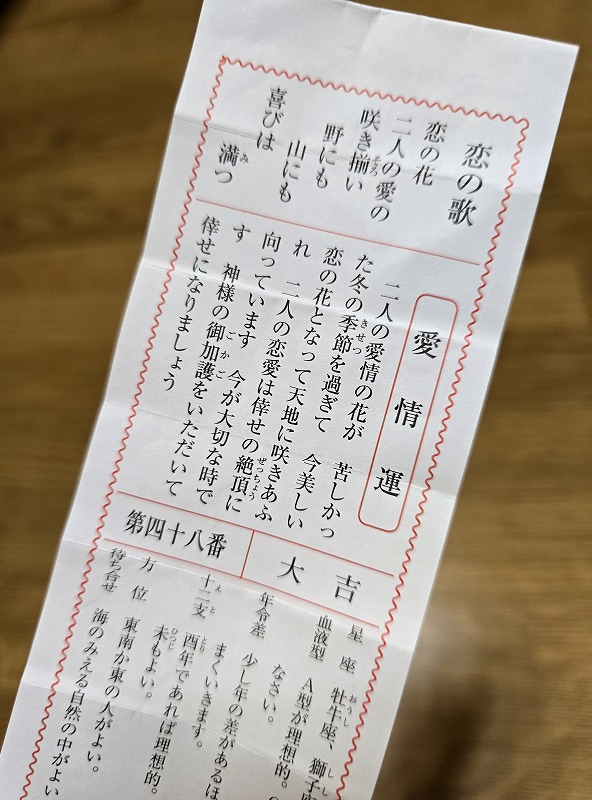 恋の歌
恋の花
二人の愛の
咲き揃い
野にも
山にも
喜びは
満つ
愛情運
二人の愛情の花が 苦しかっ
た冬の季節を過ぎて 今美しい
恋の花となって天地に咲きあふ
れ 二人の恋愛は倖せの絶頂に
向っています 今が大切な時で
す 神様の御加護をいただいて
倖せになりましょう
大吉
第四十八番
星座 牡牛座、獅子座
血液型 A型が理想的。
なさい。
年令差 少し年の差があるほ
まくいきます。
十二支 酉年であれば理想的。
未もよい。
方位 東南か東の人がよい。
待ち合せ 海のみえる自然の中がよい